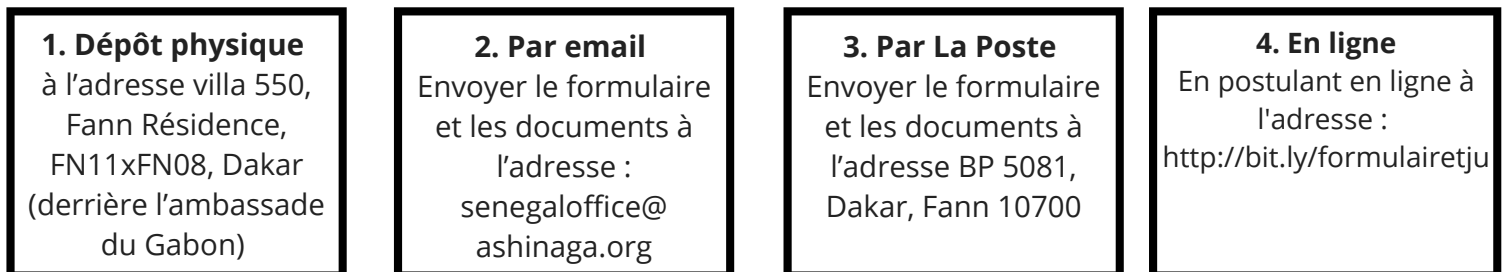 1. Dépôt physique
à l’adresse villa 550,
Fann Résidence,
FN11xFN08, Dakar
(derrière l’ambassade
du Gabon)
2. Par email
Envoyer le formulaire
et les documents à
l’adresse :
senegaloffice@
ashinaga.org
3. Par La Poste
Envoyer le formulaire
et les documents à
l’adresse BP 5081,
Dakar, Fann 10700
4. En ligne
En postulant en ligne à
l'adresse :
http://bit.ly/formulairetju